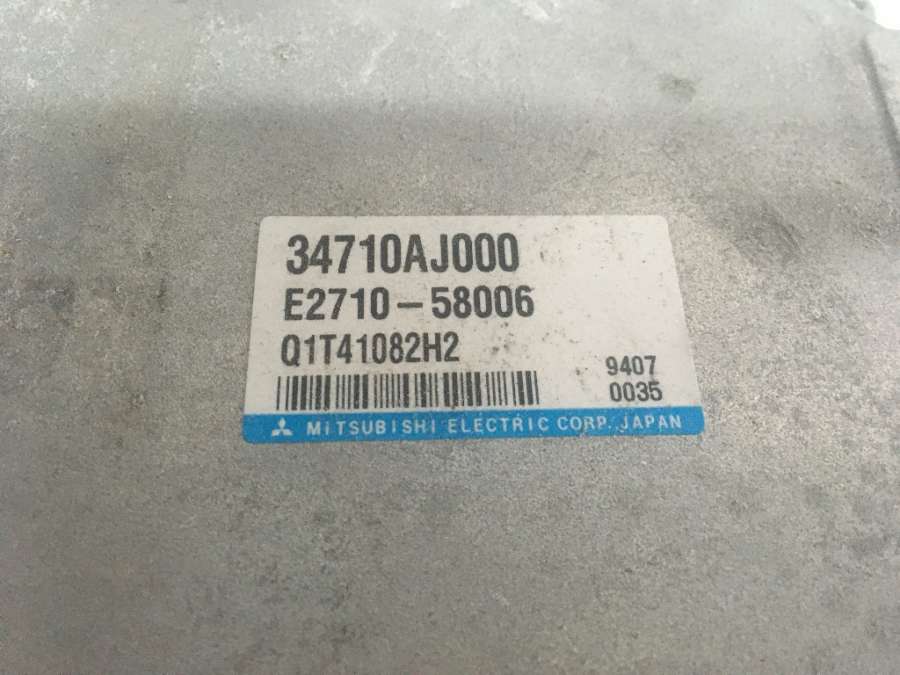 34710AJ000
E2710-58006
Q1T41082H2
9407
0035
MITSUBISHI ELECTRIC CORP. JAPAN